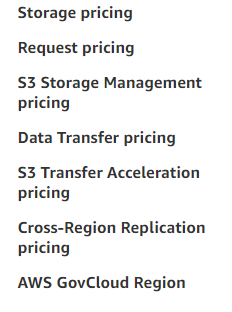 Storage pricing
Request pricing
S3 Storage Management
pricing
Data Transfer pricing
S3 Transfer Acceleration
pricing
Cross-Region Replication
pricing
AWS GovCloud Region